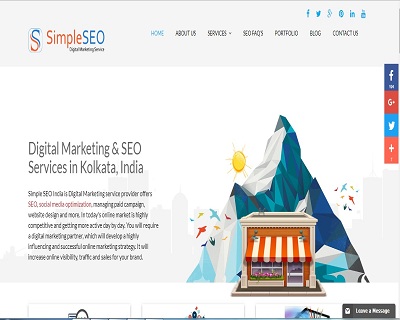 SimpleSEO
Digital Marketing Service
HOME ABOUT US SERVICES SEO FAQ'S PORTFOLIO BLOG CONTACT US
Digital Marketing & SEO
Services in Kolkata, India
Simple SEO India is Digital Marketing service provider offers
SEO, social media optimization, managing paid campaign,
website design and more. In today's online market is highly
competitive and getting more active day by day. You will require
a digital marketing partner, which will develop a highly
influencing and successful online marketing strategy. It will
increase online visibility, traffic and sales for your brand.
Leave a Message